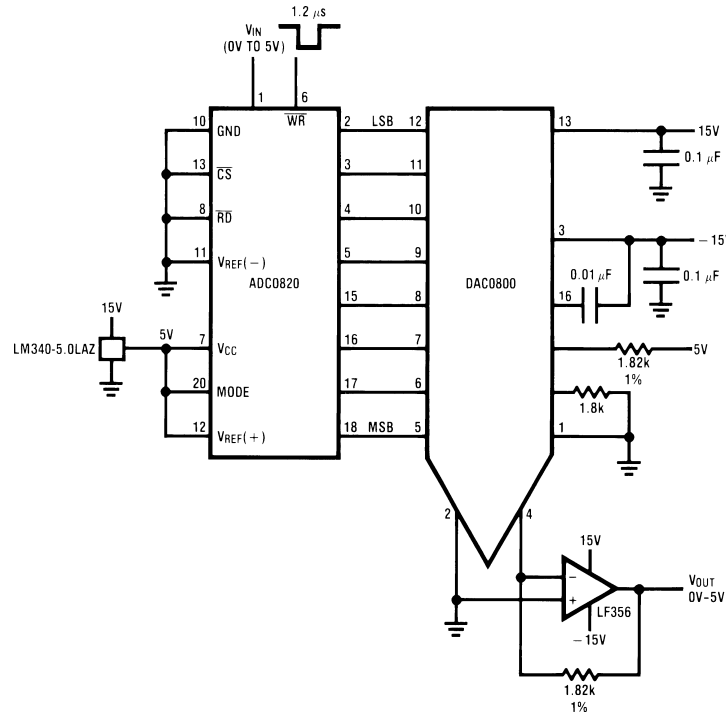 1.2 μs
VIN
(0V TO 5V)
1
6
WR
10
GND
2
LSB
12
13
15V
0.1 μF
13
CS
3
11
8
RD
4
10
3
-15V
11
VREF(-)
5
9
ADC0820
DAC0800
0.01 μF
0.1 μF
15
8
16
15V
LM340-5.0LAZ
5V
7
VCC
16
7
5V
1.82k
1%
20
MODE
17
6
1.8k
12
VREF(+)
18
MSB
5
1
2
4
15V
-
+
LF356
VOUT
0V-5V
-15V
1.82k
1%